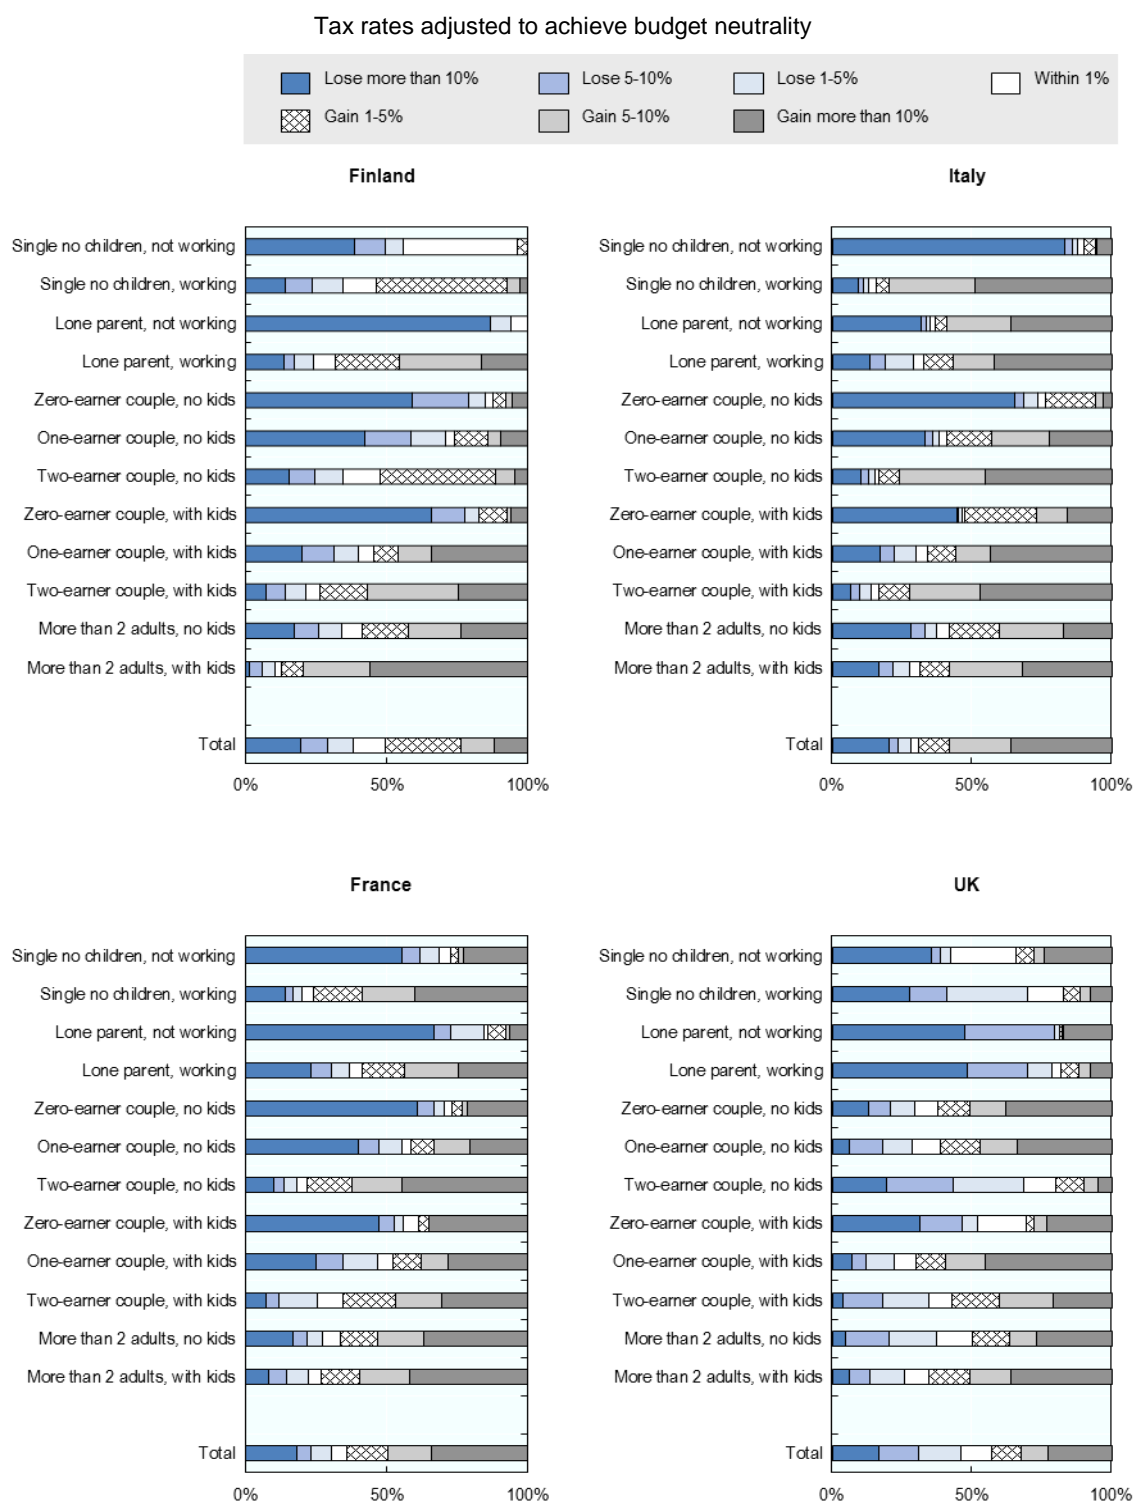 Tax rates adjusted to achieve budget neutrality
Lose more than 10% Lose 5-10% Lose 1-5% Within 1%
Gain 1-5% Gain 5-10% Gain more than 10%
Finland
Single no children, not working
Single no children, working
Lone parent, not working
Lone parent, working
Zero-earner couple, no kids
One-earner couple, no kids
Two-earner couple, no kids
Zero-earner couple, with kids
One-earner couple, with kids
Two-earner couple, with kids
More than 2 adults, no kids
More than 2 adults, with kids
Total
0% 50% 100%
Italy
Single no children, not working
Single no children, working
Lone parent, not working
Lone parent, working
Zero-earner couple, no kids
One-earner couple, no kids
Two-earner couple, no kids
Zero-earner couple, with kids
One-earner couple, with kids
Two-earner couple, with kids
More than 2 adults, no kids
More than 2 adults, with kids
Total
0% 50% 100%
France
Single no children, not working
Single no children, working
Lone parent, not working
Lone parent, working
Zero-earner couple, no kids
One-earner couple, no kids
Two-earner couple, no kids
Zero-earner couple, with kids
One-earner couple, with kids
Two-earner couple, with kids
More than 2 adults, no kids
More than 2 adults, with kids
Total
0% 50% 100%
UK
Single no children, not working
Single no children, working
Lone parent, not working
Lone parent, working
Zero-earner couple, no kids
One-earner couple, no kids
Two-earner couple, no kids
Zero-earner couple, with kids
One-earner couple, with kids
Two-earner couple, with kids
More than 2 adults, no kids
More than 2 adults, with kids
Total
0% 50% 100%